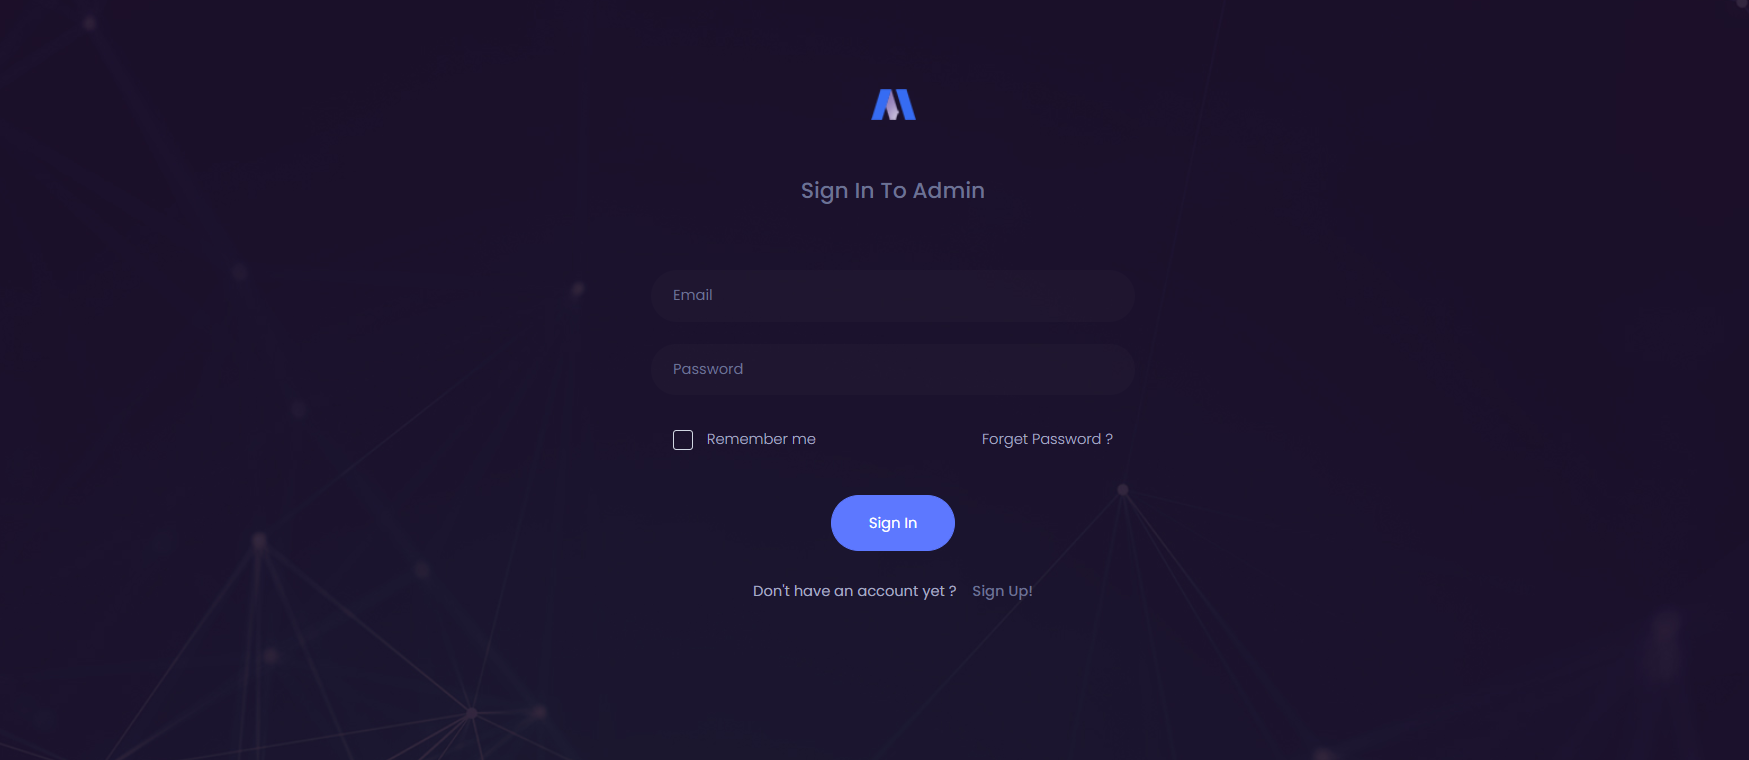 Sign In To Admin
Email
Password
Remember me
Forget Password ?
Sign In
Don't have an account yet ? Sign Up!